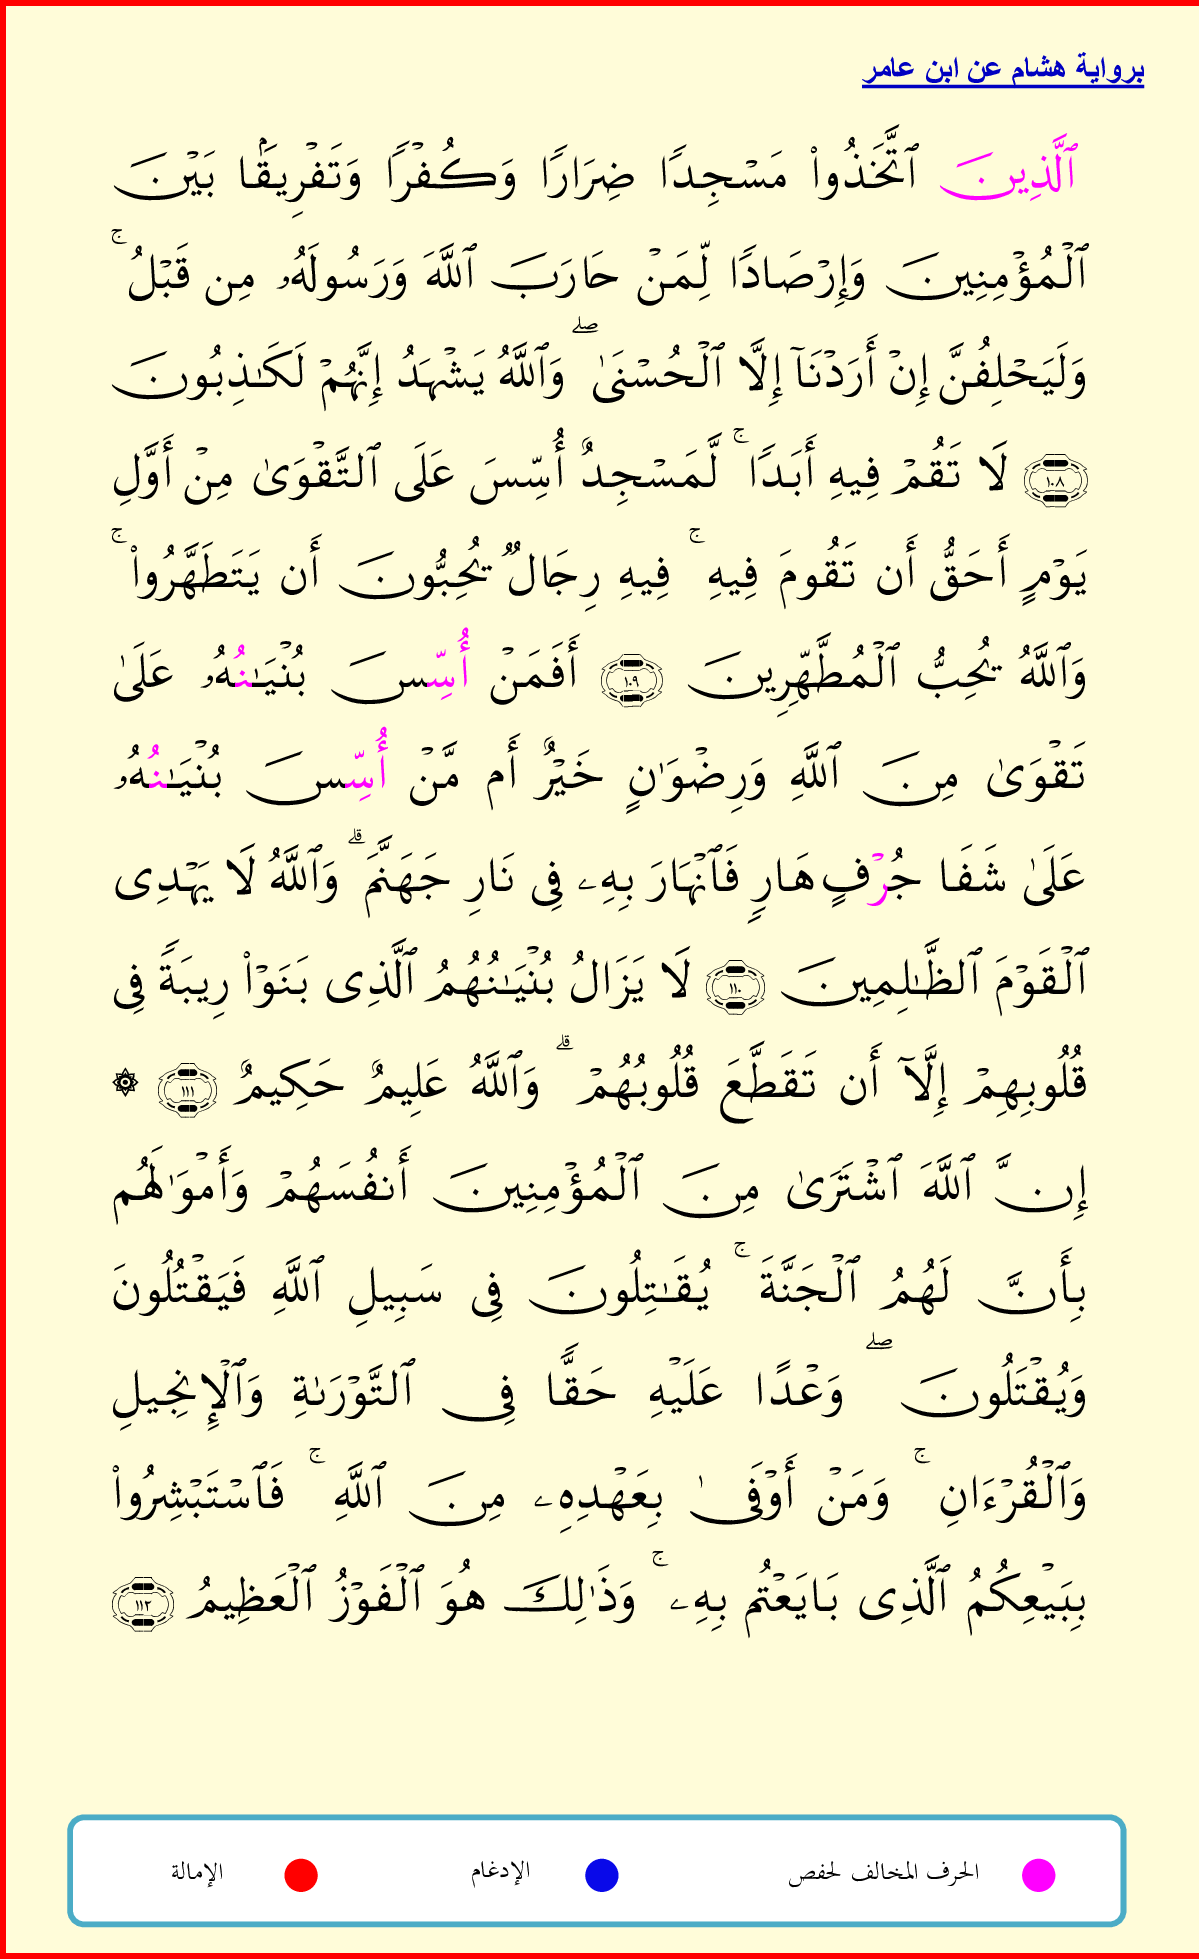 برواية هشام عن ابن عامر
ٱلَّذِينَ ٱتَّخَذُواْ مَسۡجِدٗا ضِرَارٗا وَكُفۡرٗا وَتَفۡرِيقَۢا بَيۡنَ
ٱلۡمُؤۡمِنِينَ وَإِرۡصَادٗا لِّمَنۡ حَارَبَ ٱللَّهَ وَرَسُولَهُۥ مِن قَبۡلُۚ
وَلَيَحۡلِفُنَّ إِنۡ أَرَدۡنَآ إِلَّا ٱلۡحُسۡنَىٰۖ وَٱللَّهُ يَشۡهَدُ إِنَّهُمۡ لَكَٰذِبُونَ
١٠٨ لَا تَقُمۡ فِيهِ أَبَدٗاۚ لَّمَسۡجِدٌ أُسِّسَ عَلَى ٱلتَّقۡوَىٰ مِنۡ أَوَّلِ
يَوۡمٍ أَحَقُّ أَن تَقُومَ فِيهِۚ فِيهِ رِجَالٞ يُحِبُّونَ أَن يَتَطَهَّرُواْۚ
وَٱللَّهُ يُحِبُّ ٱلۡمُطَّهِّرِينَ ١٠٩ أَفَمَنۡ أُسِّسَ بُنۡيَٰنُهُۥ عَلَىٰ
تَقۡوَىٰ مِنَ ٱللَّهِ وَرِضۡوَٰنٍ خَيۡرٌ أَم مَّنۡ أُسِّسَ بُنۡيَٰنُهُۥ
عَلَىٰ شَفَا جُرۡفٍ هَارٖ فَٱنۡهَارَ بِهِۦ فِي نَارِ جَهَنَّمَۗ وَٱللَّهُ لَا يَهۡدِي
ٱلۡقَوۡمَ ٱلظَّٰلِمِينَ ١١٠ لَا يَزَالُ بُنۡيَٰنُهُمُ ٱلَّذِي بَنَوۡاْ رِيبَةٗ فِي
قُلُوبِهِمۡ إِلَّآ أَن تَقَطَّعَ قُلُوبُهُمۡۗ وَٱللَّهُ عَلِيمٌ حَكِيمٌ ١١١ ۞
إِنَّ ٱللَّهَ ٱشۡتَرَىٰ مِنَ ٱلۡمُؤۡمِنِينَ أَنفُسَهُمۡ وَأَمۡوَٰلَهُم
بِأَنَّ لَهُمُ ٱلۡجَنَّةَۚ يُقَٰتِلُونَ فِي سَبِيلِ ٱللَّهِ فَيَقۡتُلُونَ
وَيُقۡتَلُونَۖ وَعۡدًا عَلَيۡهِ حَقّٗا فِي ٱلتَّوۡرَىٰةِ وَٱلۡإِنجِيلِ
وَٱلۡقُرۡءَانِۚ وَمَنۡ أَوۡفَىٰ بِعَهۡدِهِۦ مِنَ ٱللَّهِۚ فَٱسۡتَبۡشِرُواْ
بِبَيۡعِكُمُ ٱلَّذِي بَايَعۡتُم بِهِۦۚ وَذَٰلِكَ هُوَ ٱلۡفَوۡزُ ٱلۡعَظِيمُ ١١٢
الحرف المخالف لحفص الإدغام الإمالة